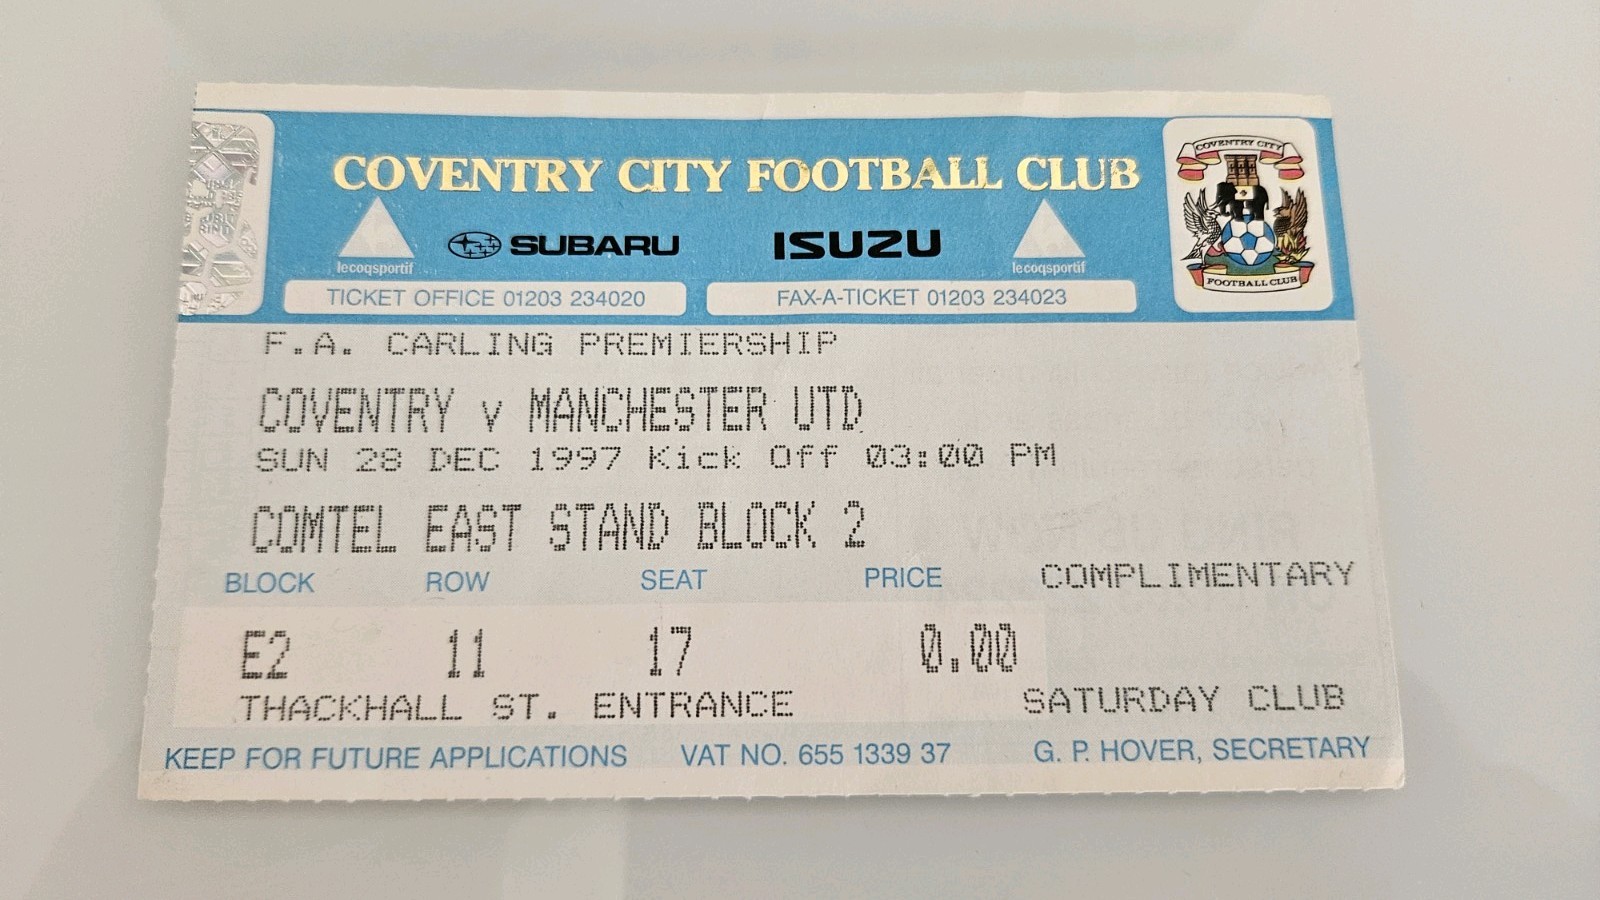 COVENTRY CITY FOOTBALL CLUB
COVENTRY CITY
FOOTBALL CLUB
lecoqsportif SUBARU ISUZU lecoqsportif
TICKET OFFICE 01203 234020 FAX-A-TICKET 01203 234023
F.A. CARLING PREMIERSHIP
COVENTRY v MANCHESTER UTD
SUN 28 DEC 1997 Kick Off 03:00 PM
COMTEL EAST STAND BLOCK 2
BLOCK ROW SEAT PRICE COMPLIMENTARY
E2 11 17 0.00
THACKHALL ST. ENTRANCE SATURDAY CLUB
KEEP FOR FUTURE APPLICATIONS VAT NO. 655 1339 37 G. P. HOVER, SECRETARY